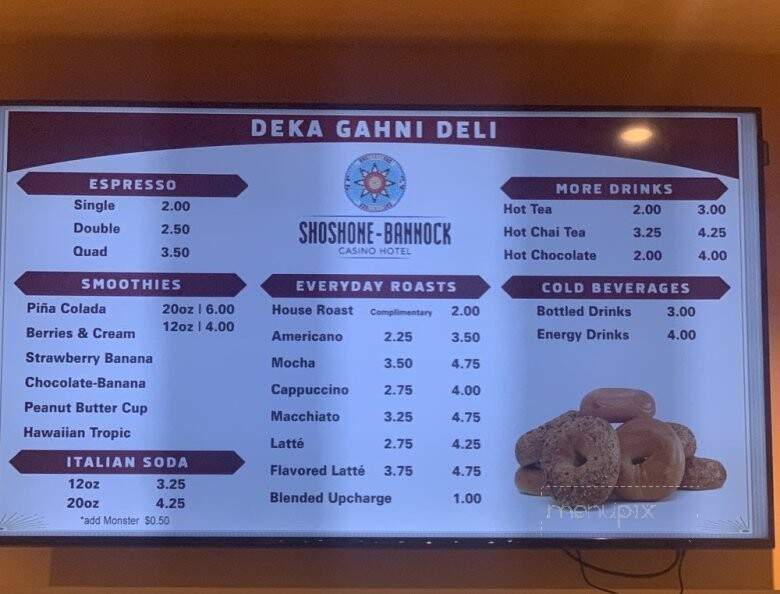 DEKA GAHNI DELI
ESPRESSO
Single 2.00
Double 2.50
Quad 3.50
SMOOTHIES
Piña Colada 20oz | 6.00
Berries & Cream 12oz | 4.00
Strawberry Banana
Chocolate-Banana
Peanut Butter Cup
Hawaiian Tropic
ITALIAN SODA
12oz 3.25
20oz 4.25
*add Monster $0.50
SHOSHONE-BANNOCK
CASINO HOTEL
EVERYDAY ROASTS
House Roast Complimentary 2.00
Americano 2.25 3.50
Mocha 3.50 4.75
Cappuccino 2.75 4.00
Macchiato 3.25 4.75
Latté 2.75 4.25
Flavored Latté 3.75 4.75
Blended Upcharge 1.00
MORE DRINKS
Hot Tea 2.00 3.00
Hot Chai Tea 3.25 4.25
Hot Chocolate 2.00 4.00
COLD BEVERAGES
Bottled Drinks 3.00
Energy Drinks 4.00
menupix